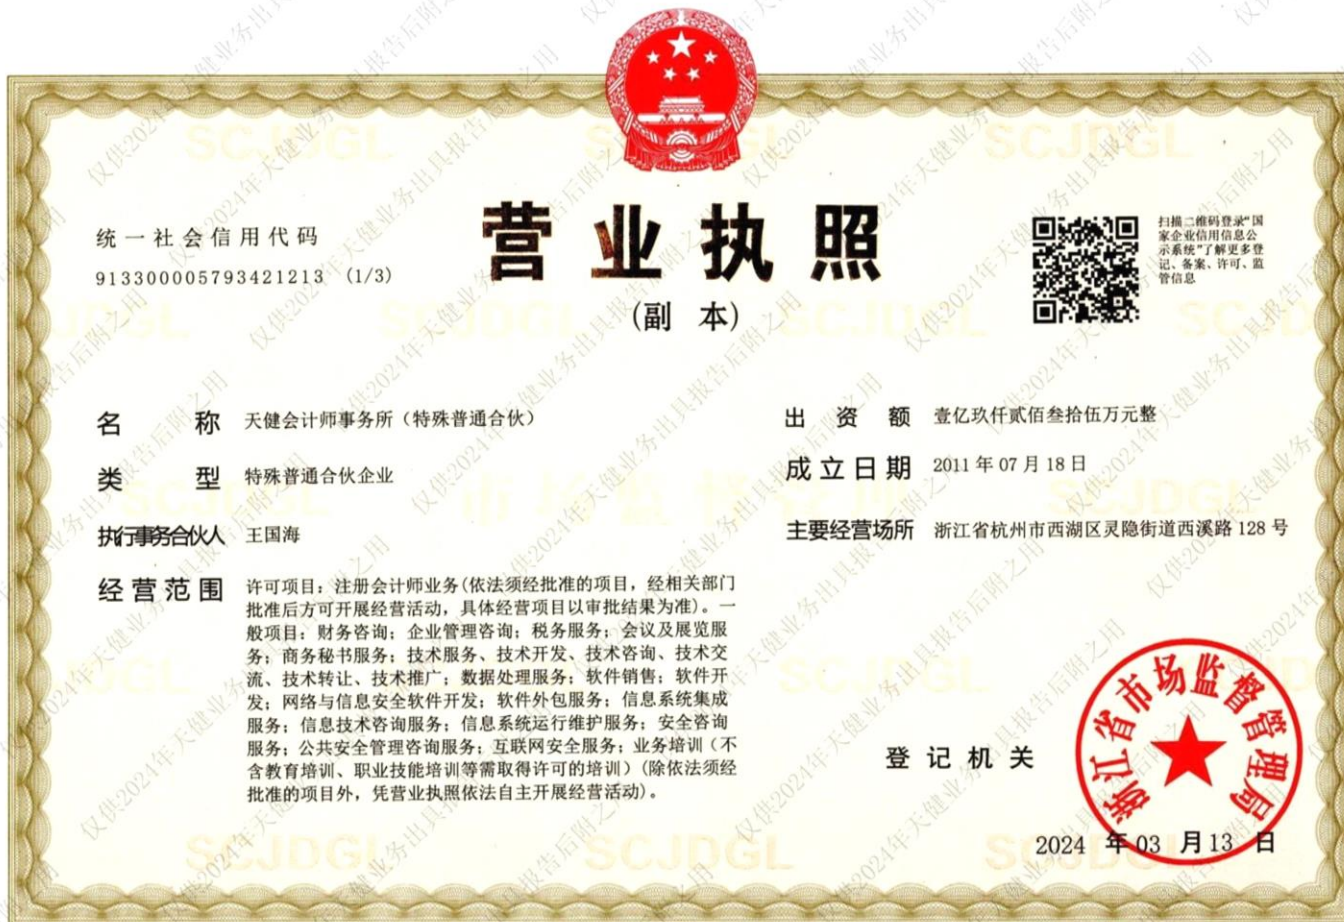 营业执照
(副 本)
统一社会信用代码
913300005793421213 (1/3)
扫描二维码登录“国
家企业信用信息公
示系统”了解更多登
记、备案、许可、监
管信息
名 称 天健会计师事务所（特殊普通合伙）
类 型 特殊普通合伙企业
执行事务合伙人 王国海
经营范围 许可项目：注册会计师业务(依法须经批准的项目，经相关部门
批准后方可开展经营活动，具体经营项目以审批结果为准)。一
般项目：财务咨询；企业管理咨询；税务服务；会议及展览服
务；商务秘书服务；技术服务、技术开发、技术咨询、技术交
流、技术转让、技术推广；数据处理服务；软件销售；软件开
发；网络与信息安全软件开发；软件外包服务；信息系统集成
服务；信息技术咨询服务；信息系统运行维护服务；安全咨询
服务；公共安全管理咨询服务；互联网安全服务；业务培训（不
含教育培训、职业技能培训等需取得许可的培训）(除依法须经
批准的项目外，凭营业执照依法自主开展经营活动)。
出 资 额 壹亿玖仟贰佰叁拾伍万元整
成立日期 2011 年 07 月 18 日
主要经营场所 浙江省杭州市西湖区灵隐街道西溪路 128 号
登记机关
浙江省市场监督管理局
2024 年 03 月 13 日
仅供2024年天健业务出具报告后附之用
SCJDGL
市场监督管理